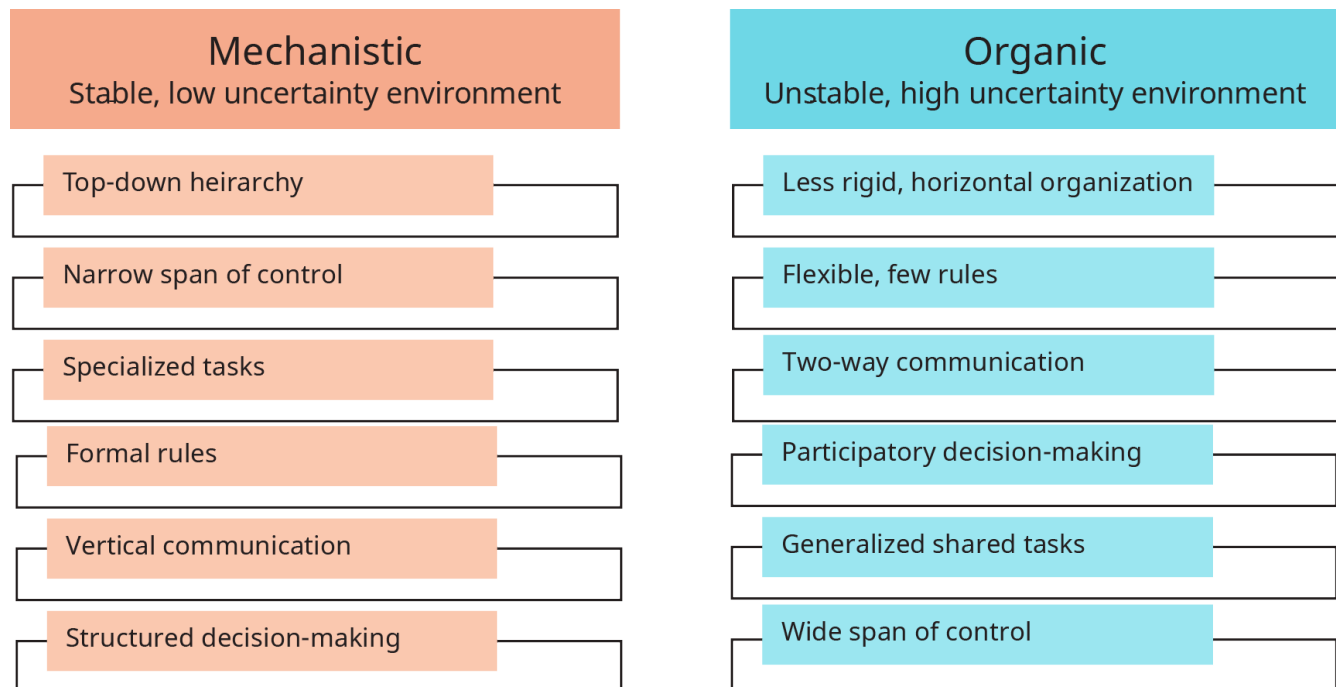 Mechanistic
Stable, low uncertainty environment
Top-down heirarchy
Narrow span of control
Specialized tasks
Formal rules
Vertical communication
Structured decision-making
Organic
Unstable, high uncertainty environment
Less rigid, horizontal organization
Flexible, few rules
Two-way communication
Participatory decision-making
Generalized shared tasks
Wide span of control